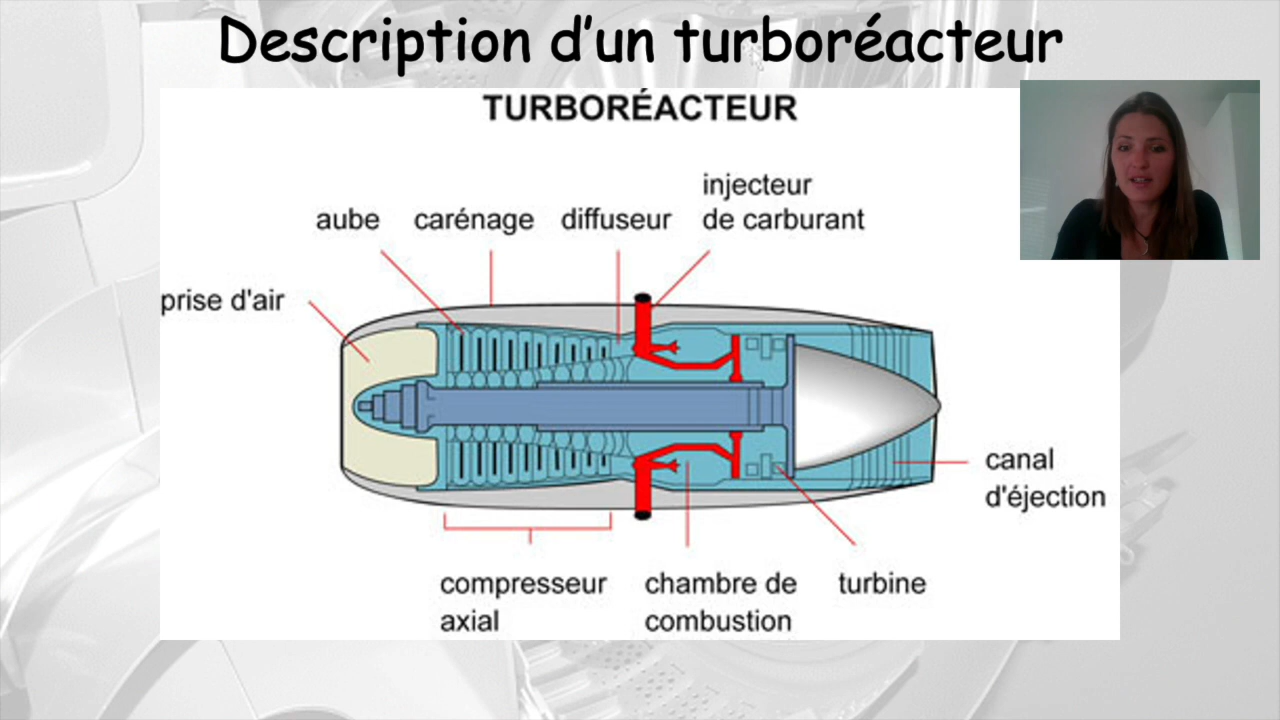 Description d’un turboréacteur
TURBORÉACTEUR
injecteur
de carburant
aube
carénage
diffuseur
prise d'air
canal
d'éjection
compresseur
axial
chambre de
combustion
turbine